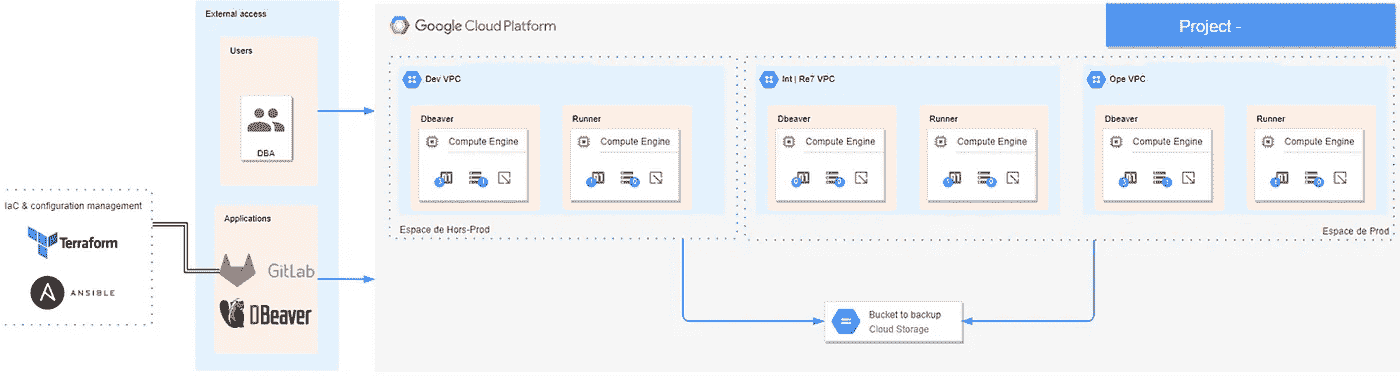 External access
Users
DBA
IaC & configuration management
Terraform
ANSIBLE
Applications
GitLab
DBeaver
Google Cloud Platform
Project -
Dev VPC
Dbeaver
Compute Engine
Runner
Compute Engine
Espace de Hors-Prod
Int | Re7 VPC
Dbeaver
Compute Engine
Runner
Compute Engine
Ope VPC
Dbeaver
Compute Engine
Runner
Compute Engine
Espace de Prod
Bucket to backup
Cloud Storage